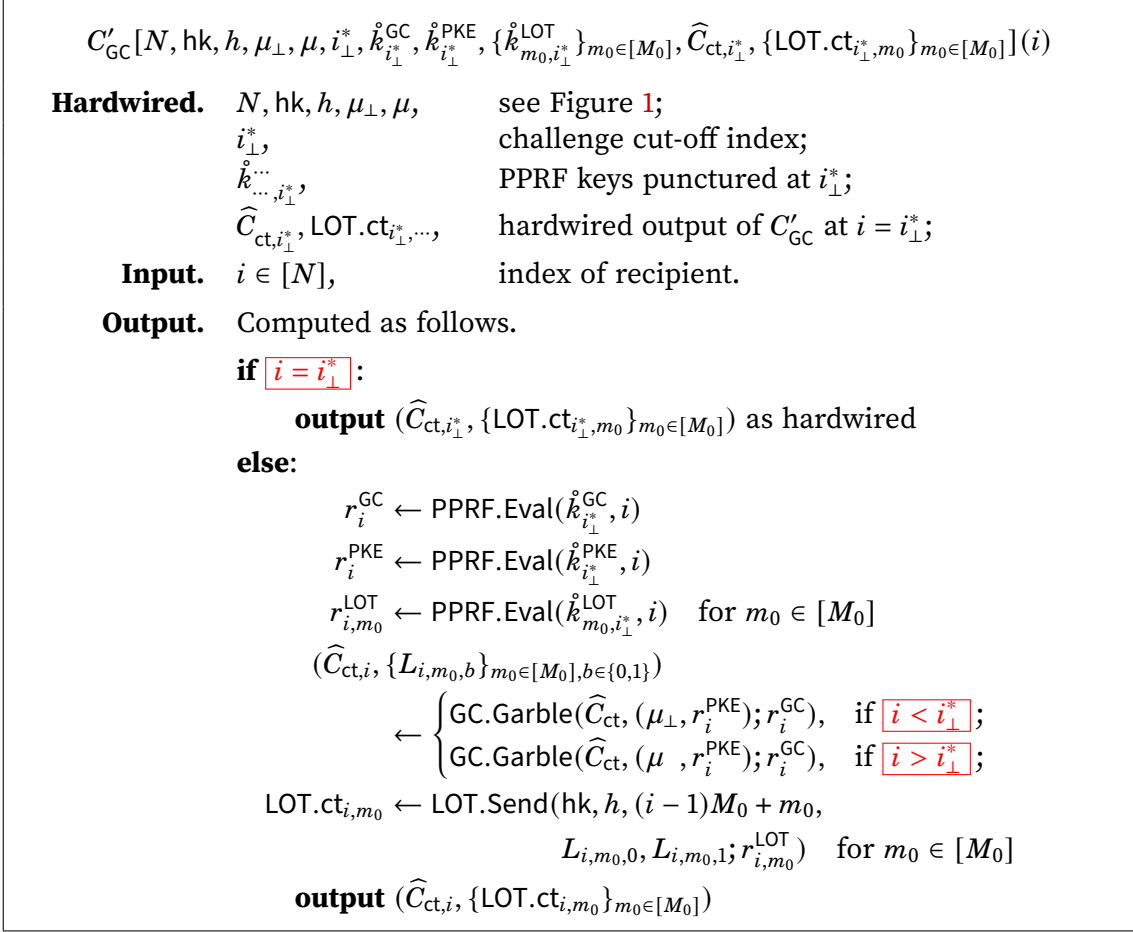 C′_GC[N, hk, h, μ_⊥, μ, i*_⊥, k̊^GC_{i*_⊥}, k̊^PKE_{i*_⊥}, {k̊^LOT_{m_0,i*_⊥}}_{m_0∈[M_0]}, Ĉ_{ct,i*_⊥}, {LOT.ct_{i*_⊥,m_0}}_{m_0∈[M_0]}](i)
Hardwired. N, hk, h, μ_⊥, μ, see Figure 1;
i*_⊥, challenge cut-off index;
k̊^{⋯}_{⋯,i*_⊥}, PPRF keys punctured at i*_⊥;
Ĉ_{ct,i*_⊥}, LOT.ct_{i*_⊥,⋯}, hardwired output of C′_GC at i = i*_⊥;
Input. i ∈ [N], index of recipient.
Output. Computed as follows.
if i = i*_⊥ :
output (Ĉ_{ct,i*_⊥}, {LOT.ct_{i*_⊥,m_0}}_{m_0∈[M_0]}) as hardwired
else:
r^GC_i ← PPRF.Eval(k̊^GC_{i*_⊥}, i)
r^PKE_i ← PPRF.Eval(k̊^PKE_{i*_⊥}, i)
r^LOT_{i,m_0} ← PPRF.Eval(k̊^LOT_{m_0,i*_⊥}, i) for m_0 ∈ [M_0]
(Ĉ_{ct,i}, {L_{i,m_0,b}}_{m_0∈[M_0],b∈{0,1}})
← { GC.Garble(Ĉ_ct, (μ_⊥, r^PKE_i); r^GC_i), if i < i*_⊥ ;
GC.Garble(Ĉ_ct, (μ , r^PKE_i); r^GC_i), if i > i*_⊥ ;
LOT.ct_{i,m_0} ← LOT.Send(hk, h, (i − 1)M_0 + m_0,
L_{i,m_0,0}, L_{i,m_0,1}; r^LOT_{i,m_0}) for m_0 ∈ [M_0]
output (Ĉ_{ct,i}, {LOT.ct_{i,m_0}}_{m_0∈[M_0]})